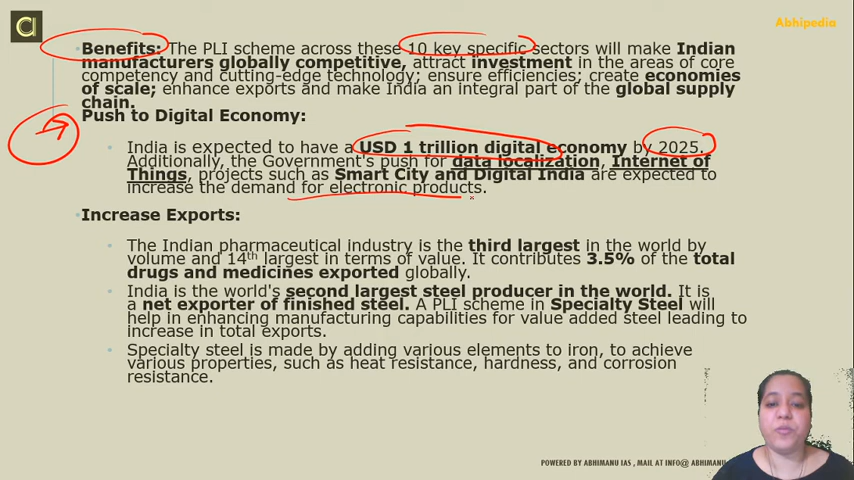 Abhipedia
Benefits: The PLI scheme across these 10 key specific sectors will make Indian
manufacturers globally competitive, attract investment in the areas of core
competency and cutting-edge technology; ensure efficiencies; create economies
of scale; enhance exports and make India an integral part of the global supply
chain.
Push to Digital Economy:
India is expected to have a USD 1 trillion digital economy by 2025.
Additionally, the Government's push for data localization, Internet of
Things, projects such as Smart City and Digital India are expected to
increase the demand for electronic products.
Increase Exports:
The Indian pharmaceutical industry is the third largest in the world by
volume and 14th largest in terms of value. It contributes 3.5% of the total
drugs and medicines exported globally.
India is the world's second largest steel producer in the world. It is
a net exporter of finished steel. A PLI scheme in Specialty Steel will
help in enhancing manufacturing capabilities for value added steel leading to
increase in total exports.
Specialty steel is made by adding various elements to iron, to achieve
various properties, such as heat resistance, hardness, and corrosion
resistance.
POWERED BY ABHIMANU IAS , MAIL AT INFO@ ABHIMANU